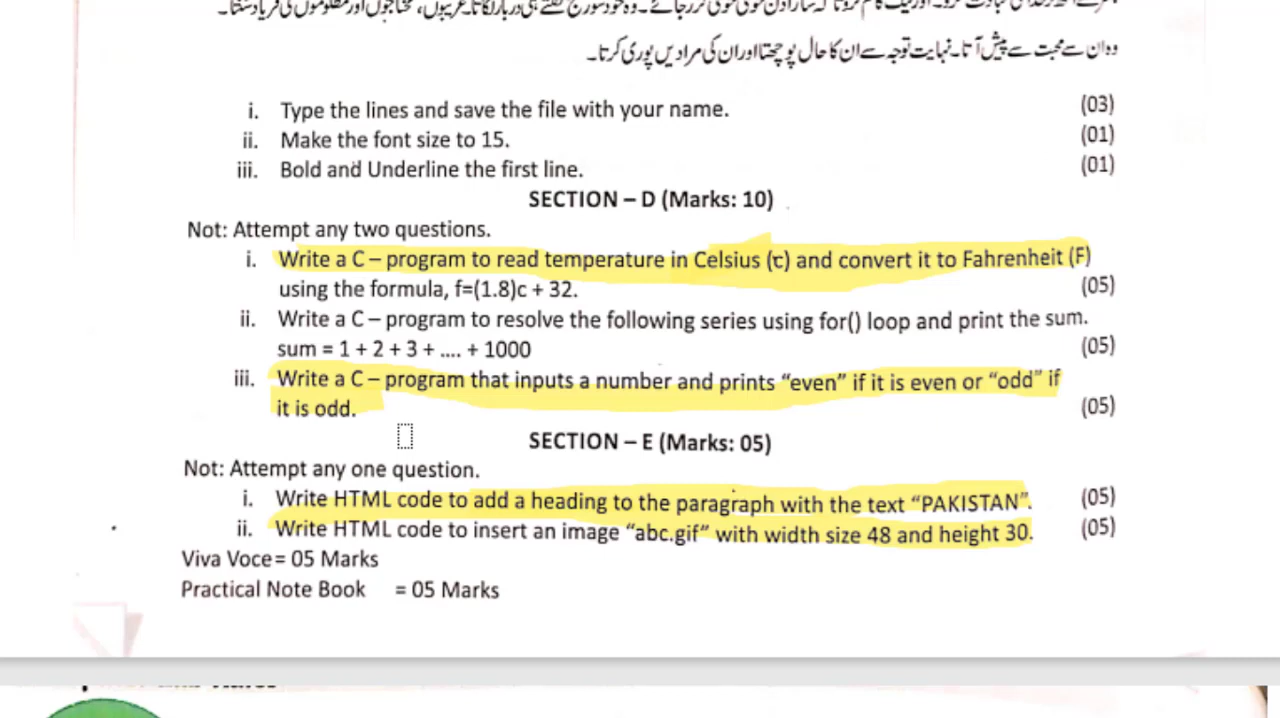 وہ ان سے محبت سے پیش آتا۔ نہایت توجہ سے ان کا حال پوچھتا اور ان کی مرادیں پوری کرتا۔
i. Type the lines and save the file with your name. (03)
ii. Make the font size to 15. (01)
iii. Bold and Underline the first line. (01)
SECTION – D (Marks: 10)
Not: Attempt any two questions.
i. Write a C – program to read temperature in Celsius (τ) and convert it to Fahrenheit (F)
using the formula, f=(1.8)c + 32. (05)
ii. Write a C – program to resolve the following series using for() loop and print the sum.
sum = 1 + 2 + 3 + .... + 1000 (05)
iii. Write a C – program that inputs a number and prints “even” if it is even or “odd” if
it is odd. (05)
SECTION – E (Marks: 05)
Not: Attempt any one question.
i. Write HTML code to add a heading to the paragraph with the text “PAKISTAN”. (05)
ii. Write HTML code to insert an image “abc.gif” with width size 48 and height 30. (05)
Viva Voce = 05 Marks
Practical Note Book = 05 Marks